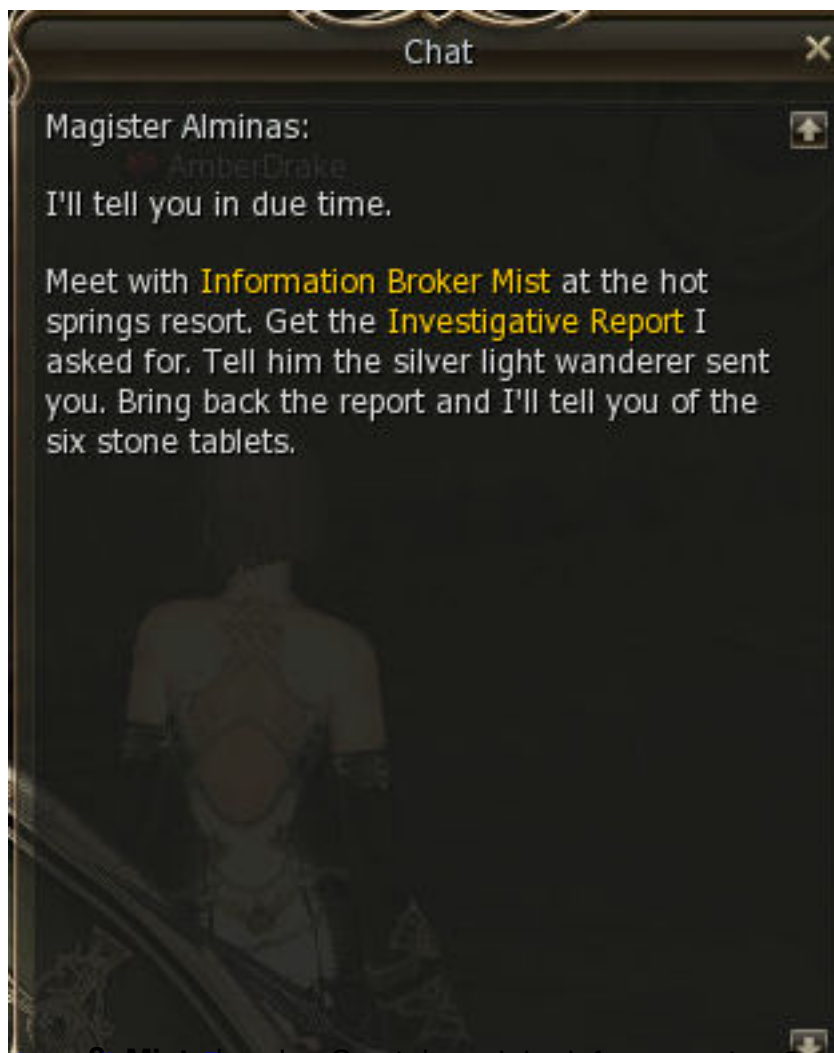 Chat
Magister Alminas:
AmberDrake
I'll tell you in due time.
Meet with Information Broker Mist at the hot
springs resort. Get the Investigative Report I
asked for. Tell him the silver light wanderer sent
you. Bring back the report and I'll tell you of the
six stone tablets.